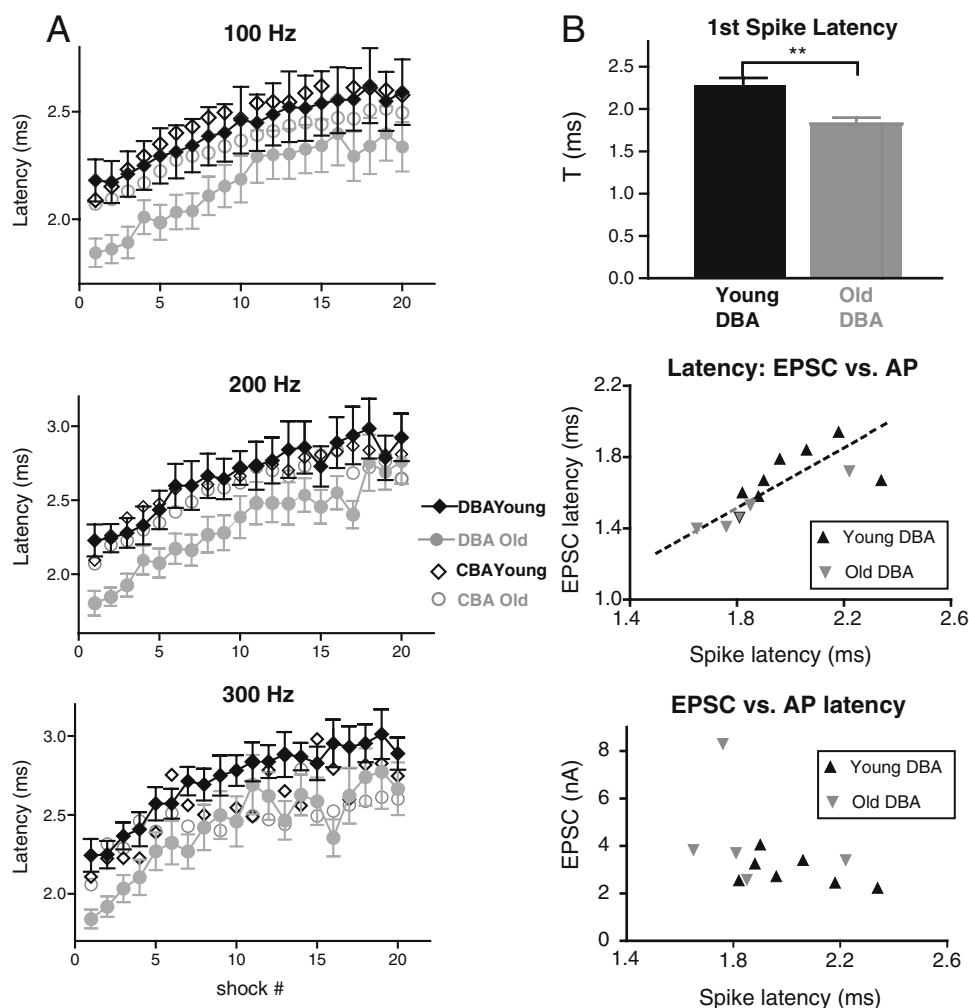 A
100 Hz
Latency (ms)
2.5
2.0
0 5 10 15 20
200 Hz
Latency (ms)
3.0
2.5
2.0
0 5 10 15 20
DBAYoung
DBA Old
CBAYoung
CBA Old
300 Hz
Latency (ms)
3.0
2.5
2.0
0 5 10 15 20
shock #
B
1st Spike Latency
**
T (ms)
2.5
2.0
1.5
1.0
0.5
0.0
Young
DBA
Old
DBA
Latency: EPSC vs. AP
EPSC latency (ms)
2.2
1.8
1.4
1.0
1.4 1.8 2.2 2.6
Spike latency (ms)
Young DBA
Old DBA
EPSC vs. AP latency
EPSC (nA)
8
6
4
2
0
1.4 1.8 2.2 2.6
Spike latency (ms)
Young DBA
Old DBA